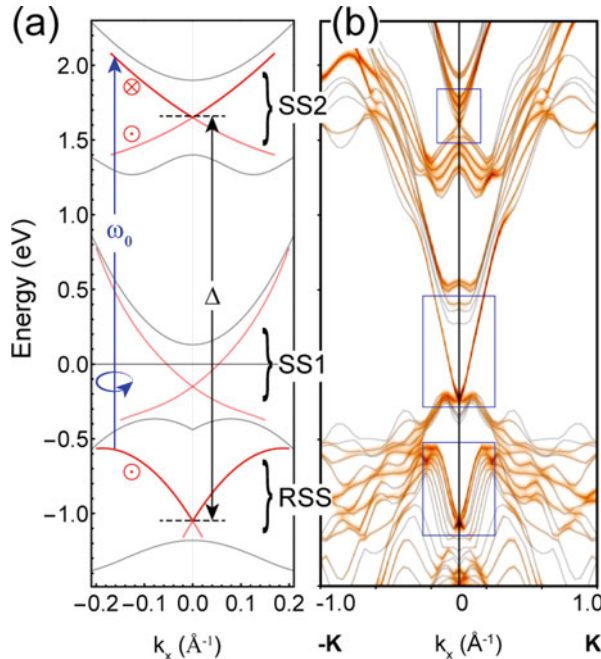 (a)
(b)
Energy (eV)
2.0
1.5
1.0
0.5
0.0
-0.5
-1.0
SS2
SS1
RSS
ω₀
Δ
-0.2 -0.1 0.0 0.1 0.2
kₓ (Å⁻¹)
-1.0 0 1.0
-K kₓ (Å⁻¹) K